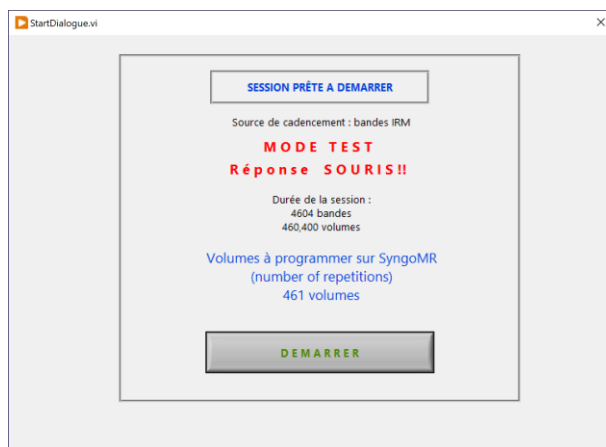 StartDialogue.vi
SESSION PRÊTE A DEMARRER
Source de cadencement : bandes IRM
MODE TEST
Réponse SOURIS!!
Durée de la session :
4604 bandes
460,400 volumes
Volumes à programmer sur SyngoMR
(number of repetitions)
461 volumes
DEMARRER